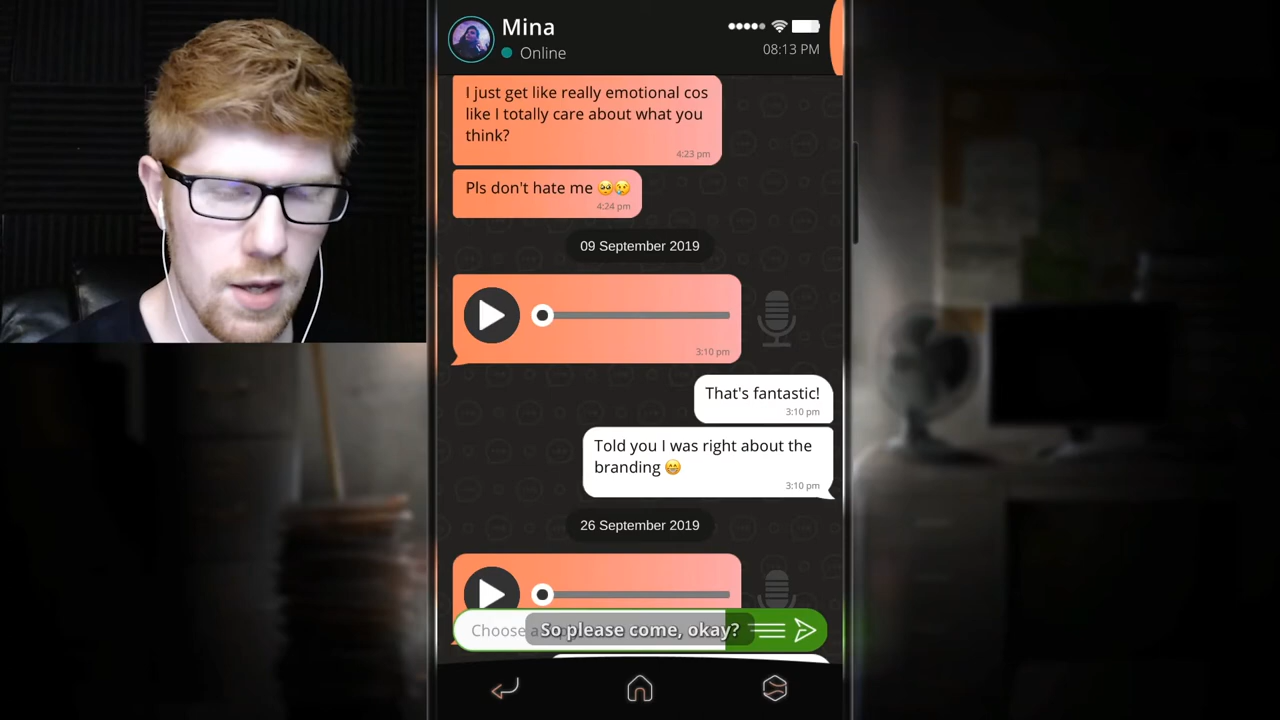 Mina
Online
08:13 PM
I just get like really emotional cos
like I totally care about what you
think?
4:23 pm
Pls don't hate me 🥺😢
4:24 pm
09 September 2019
3:10 pm
That's fantastic!
3:10 pm
Told you I was right about the
branding 😁
3:10 pm
26 September 2019
Choose a
So please come, okay?